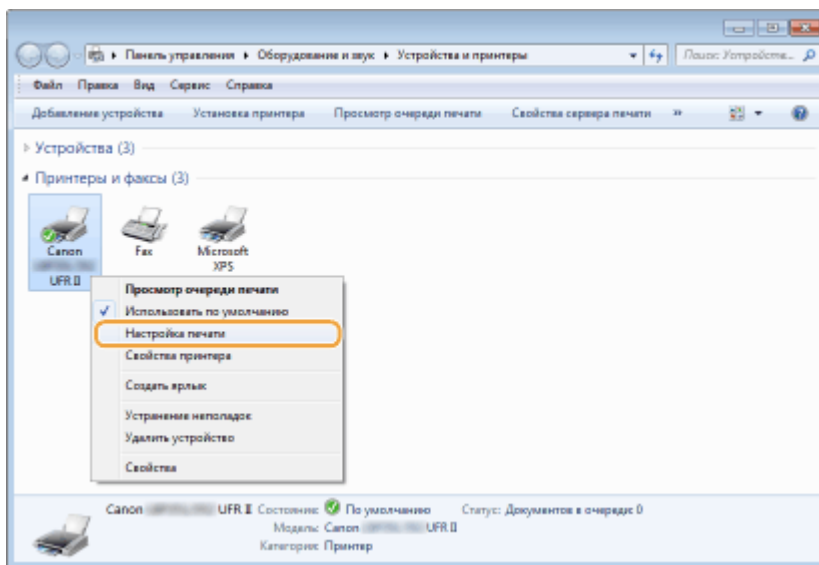 Панель управления Оборудование и звук Устройства и принтеры
Поиск: Устройств...
Файл Правка Вид Сервис Справка
Добавление устройства Установка принтера Просмотр очереди печати Свойства сервера печати »
Устройства (3)
Принтеры и факсы (3)
Canon
UFR II
Fax
Microsoft
XPS
Просмотр очереди печати
Использовать по умолчанию
Настройка печати
Свойства принтера
Создать ярлык
Устранение неполадок
Удалить устройство
Свойства
Canon UFR II Состояние: По умолчанию Статус: Документов в очереди: 0
Модель: Canon UFR II
Категория: Принтер